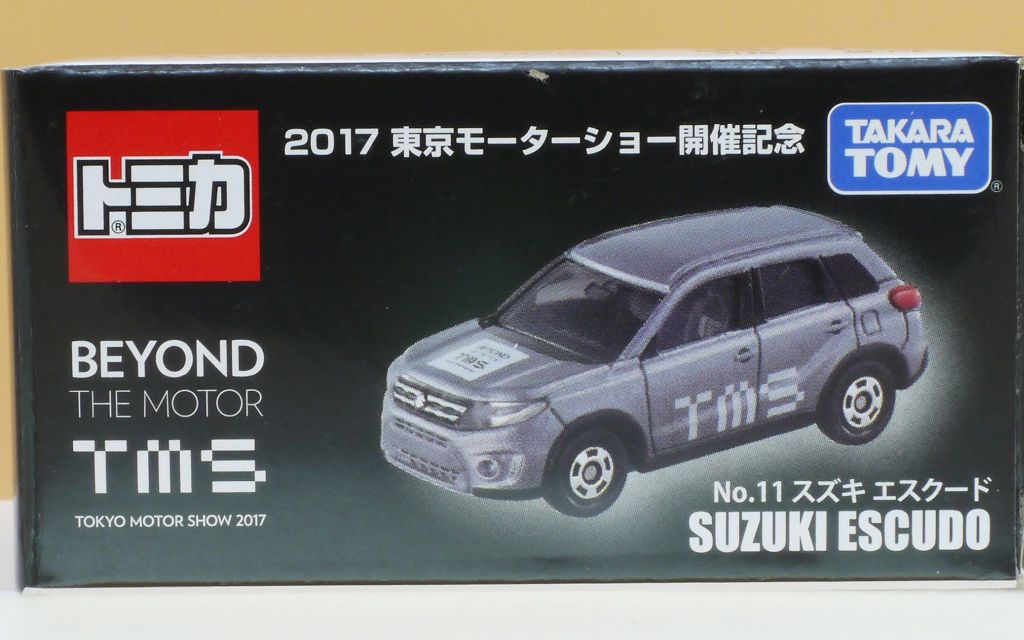 2017 東京モーターショー開催記念
TAKARA
TOMY
®
トミカ
®
BEYOND
THE MOTOR
TMS
TOKYO MOTOR SHOW 2017
BEYOND
TMS
TMS
No.11 スズキ エスクード
SUZUKI ESCUDO